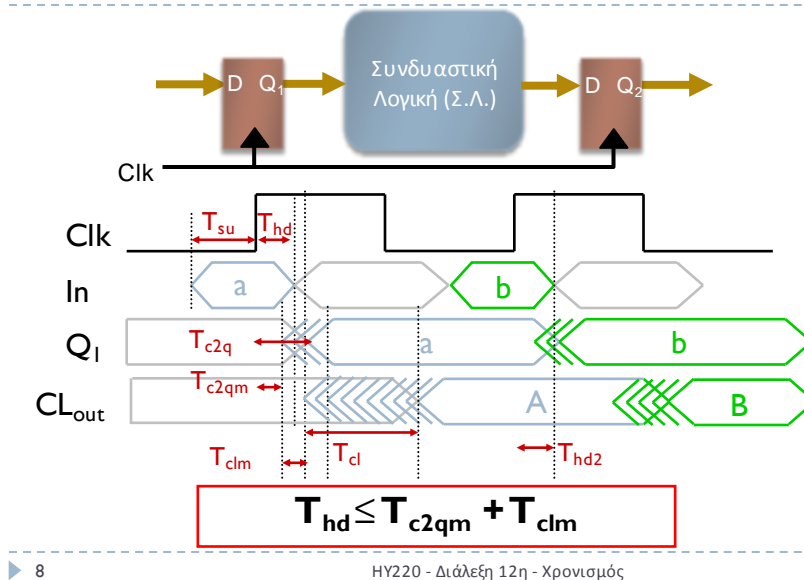 D Q1
Συνδυαστική
Λογική (Σ.Λ.)
D Q2
Clk
Tsu
Thd
Clk
In
a
b
Q1
Tc2q
a
b
Tc2qm
CLout
A
B
Tclm
Tcl
Thd2
Thd ≤ Tc2qm + Tclm
8
ΗΥ220 - Διάλεξη 12η - Χρονισμός